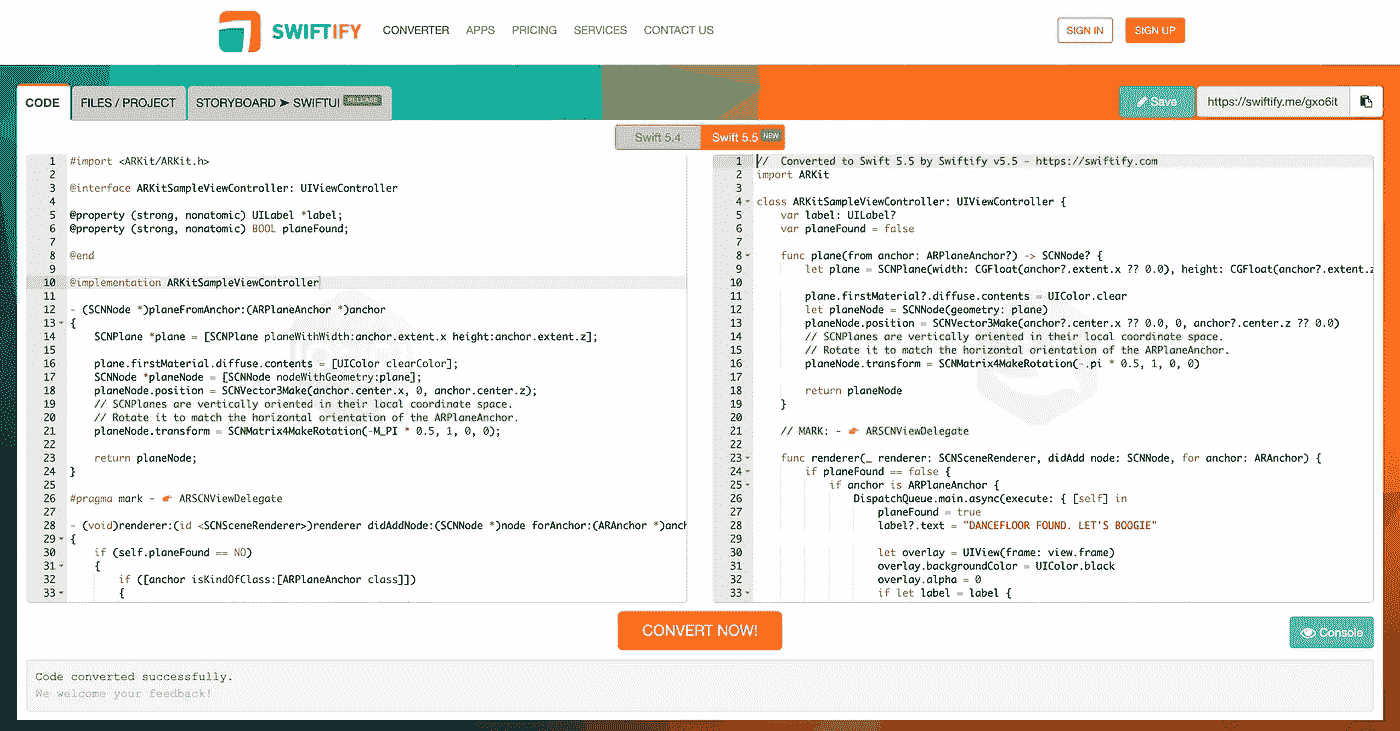 SWIFTIFY CONVERTER APPS PRICING SERVICES CONTACT US SIGN IN SIGN UP
CODE FILES / PROJECT STORYBOARD ➤ SWIFTUI RELEASE Save https://swiftify.me/gxo6it
Swift 5.4 Swift 5.5 NEW
1 #import <ARKit/ARKit.h>
2
3 @interface ARKitSampleViewController: UIViewController
4
5 @property (strong, nonatomic) UILabel *label;
6 @property (strong, nonatomic) BOOL planeFound;
7
8 @end
9
10 @implementation ARKitSampleViewController
11
12 - (SCNNode *)planeFromAnchor:(ARPlaneAnchor *)anchor
13 {
14 SCNPlane *plane = [SCNPlane planeWithWidth:anchor.extent.x height:anchor.extent.z];
15
16 plane.firstMaterial.diffuse.contents = [UIColor clearColor];
17 SCNNode *planeNode = [SCNNode nodeWithGeometry:plane];
18 planeNode.position = SCNVector3Make(anchor.center.x, 0, anchor.center.z);
19 // SCNPlanes are vertically oriented in their local coordinate space.
20 // Rotate it to match the horizontal orientation of the ARPlaneAnchor.
21 planeNode.transform = SCNMatrix4MakeRotation(-M_PI * 0.5, 1, 0, 0);
22
23 return planeNode;
24 }
25
26 #pragma mark - ARSCNViewDelegate
27
28 - (void)renderer:(id <SCNSceneRenderer>)renderer didAddNode:(SCNNode *)node forAnchor:(ARAnchor *)anch
29 {
30 if (self.planeFound == NO)
31 {
32 if ([anchor isKindOfClass:[ARPlaneAnchor class]])
33 {
1 // Converted to Swift 5.5 by Swiftify v5.5 - https://swiftify.com
2 import ARKit
3
4 class ARKitSampleViewController: UIViewController {
5 var label: UILabel?
6 var planeFound = false
7
8 func plane(from anchor: ARPlaneAnchor?) -> SCNNode? {
9 let plane = SCNPlane(width: CGFloat(anchor?.extent.x ?? 0.0), height: CGFloat(anchor?.extent.z
10
11 plane.firstMaterial?.diffuse.contents = UIColor.clear
12 let planeNode = SCNNode(geometry: plane)
13 planeNode.position = SCNVector3Make(anchor?.center.x ?? 0.0, 0, anchor?.center.z ?? 0.0)
14 // SCNPlanes are vertically oriented in their local coordinate space.
15 // Rotate it to match the horizontal orientation of the ARPlaneAnchor.
16 planeNode.transform = SCNMatrix4MakeRotation(-.pi * 0.5, 1, 0, 0)
17
18 return planeNode
19 }
20
21 // MARK: - ARSCNViewDelegate
22
23 func renderer(_ renderer: SCNSceneRenderer, didAdd node: SCNNode, for anchor: ARAnchor) {
24 if planeFound == false {
25 if anchor is ARPlaneAnchor {
26 DispatchQueue.main.async(execute: { [self] in
27 planeFound = true
28 label?.text = "DANCEFLOOR FOUND. LET'S BOOGIE"
29
30 let overlay = UIView(frame: view.frame)
31 overlay.backgroundColor = UIColor.black
32 overlay.alpha = 0
33 if let label = label {
CONVERT NOW!
Console
Code converted successfully.
We welcome your feedback!